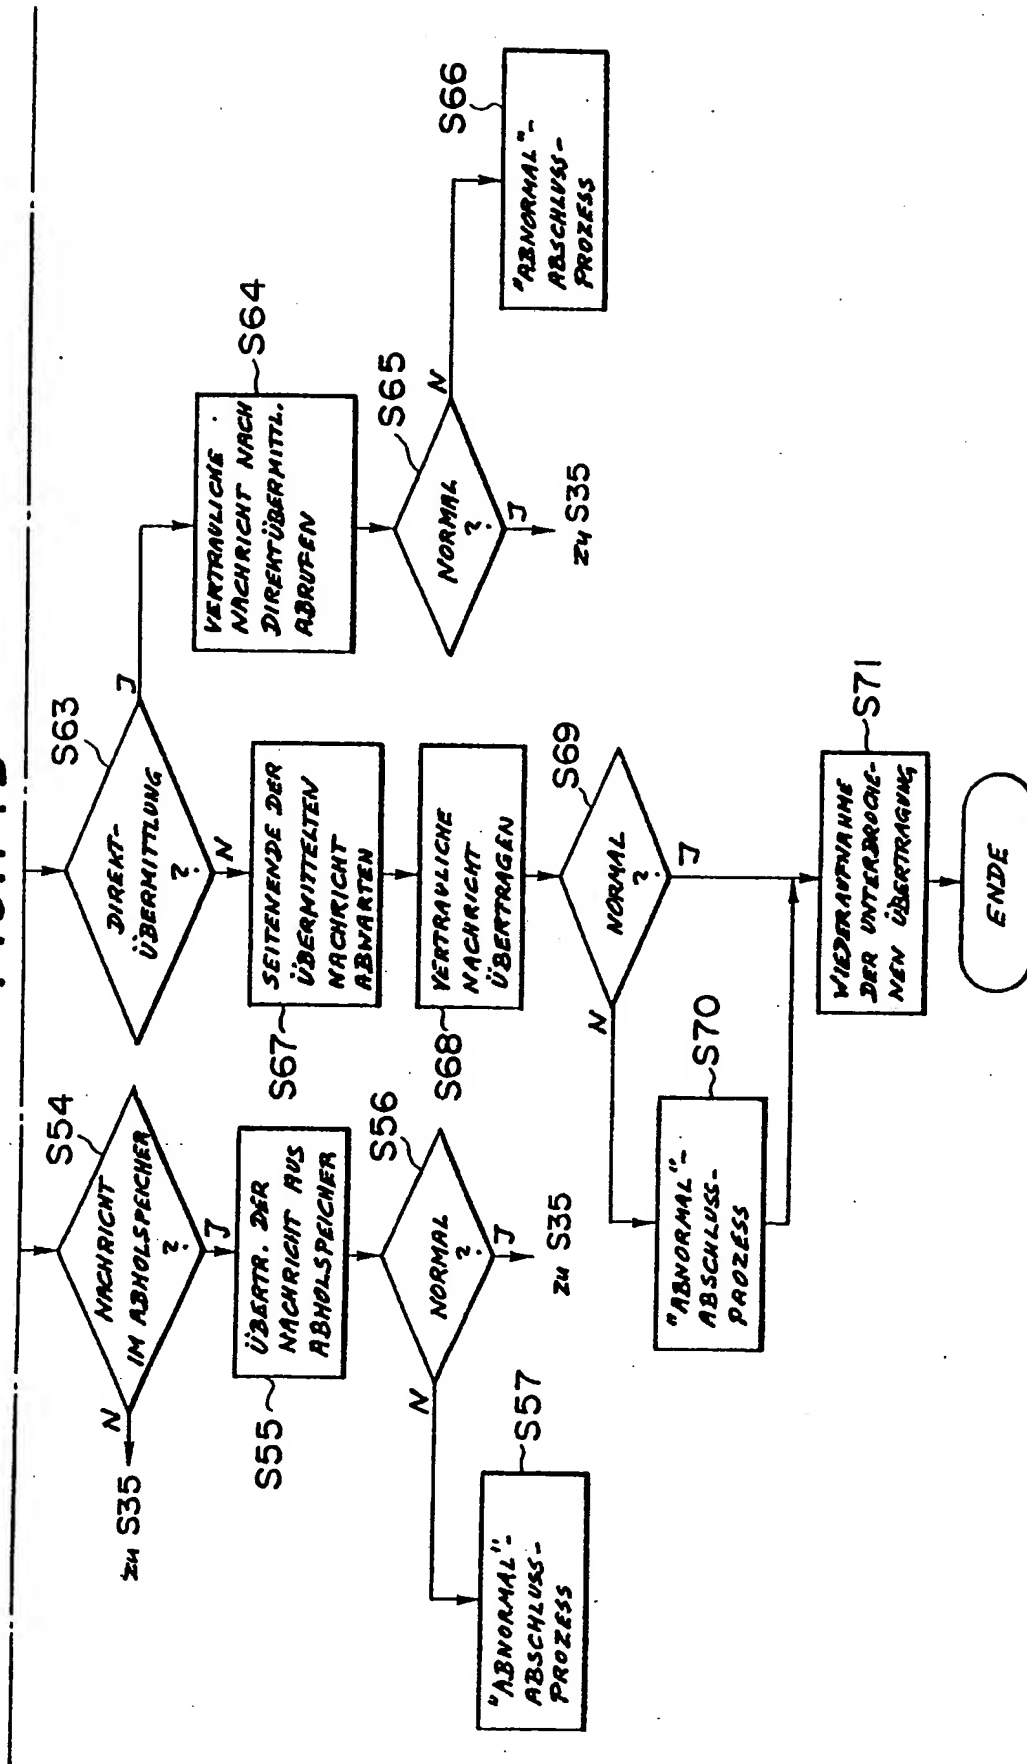 S54
NACHRICHT
IM ABHOLSPEICHER
?
N
zu S35
J
S55
ÜBERTR. DER
NACHRICHT AUS
ABHOLSPEICHER
S56
NORMAL
?
N
J
zu S35
S57
"ABNORMAL"-
ABSCHLUSS-
PROZESS
S63
DIREKT-
ÜBERMITTLUNG
?
J
N
S64
VERTRAULICHE
NACHRICHT NACH
DIREKTÜBERMITTL.
ABRUFEN
S65
NORMAL
?
N
J
zu S35
S66
"ABNORMAL"-
ABSCHLUSS-
PROZESS
S67
SEITENENDE DER
ÜBERMITTELTEN
NACHRICHT
ABWARTEN
S68
VERTRAULICHE
NACHRICHT
ÜBERTRAGEN
S69
NORMAL
?
N
J
S70
"ABNORMAL"-
ABSCHLUSS-
PROZESS
S71
WIEDERAUFNAHME
DER UNTERBROCHE-
NEN ÜBERTRAGUNG
ENDE